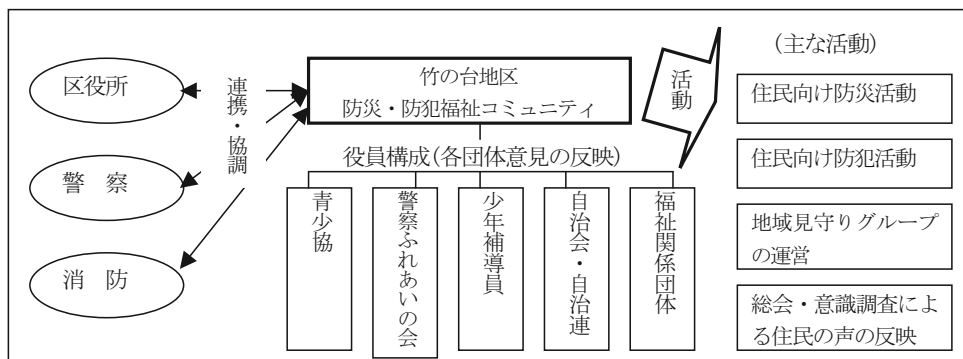 区役所
警 察
消 防
連携・協調
竹の台地区
防災・防犯福祉コミュニティ
役員構成(各団体意見の反映)
青少協
警察ふれあいの会
少年補導員
自治会・自治連
福祉関係団体
活動
(主な活動)
住民向け防災活動
住民向け防犯活動
地域見守りグループ
の運営
総会・意識調査によ
る住民の声の反映